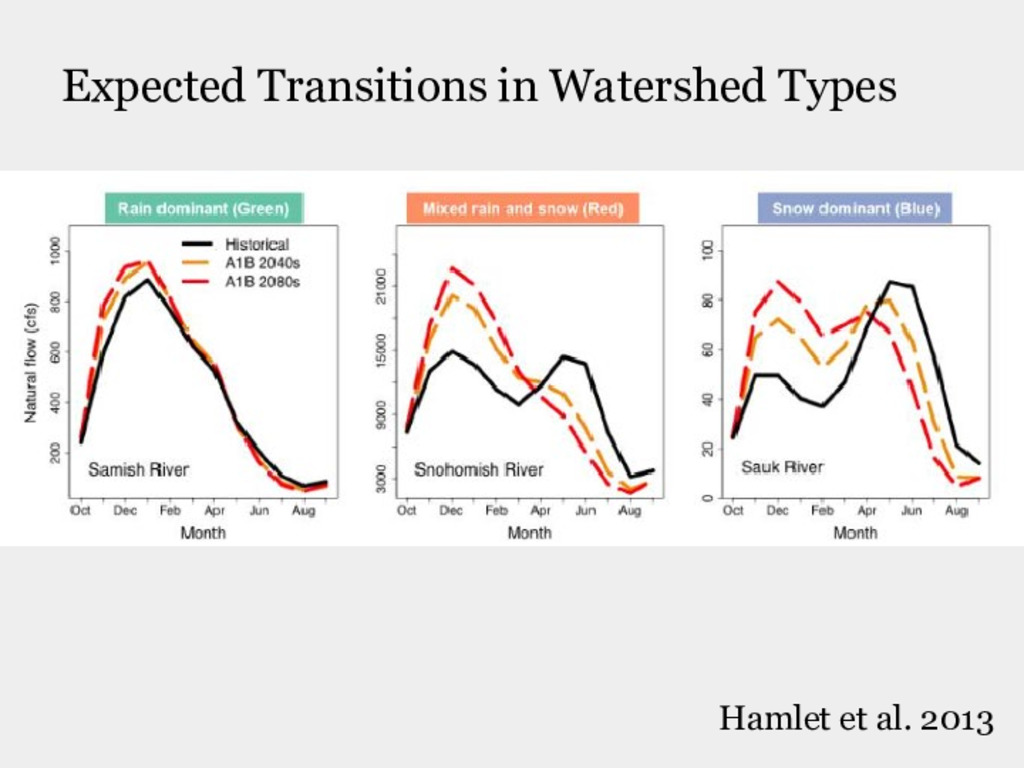 Expected Transitions in Watershed Types
Rain dominant (Green)
Mixed rain and snow (Red)
Snow dominant (Blue)
Historical
A1B 2040s
A1B 2080s
Natural flow (cfs)
1000
800
600
400
200
Samish River
Oct Dec Feb Apr Jun Aug
Month
21000
15000
9000
3000
Snohomish River
Oct Dec Feb Apr Jun Aug
Month
100
80
60
40
20
0
Sauk River
Oct Dec Feb Apr Jun Aug
Month
Hamlet et al. 2013